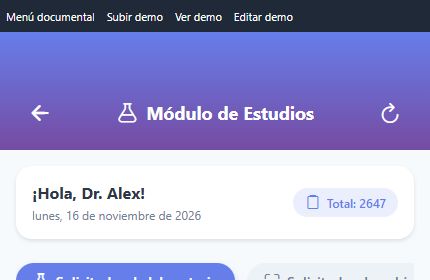 Menú documental Subir demo Ver demo Editar demo
Módulo de Estudios
¡Hola, Dr. Alex!
lunes, 16 de noviembre de 2026
Total: 2647